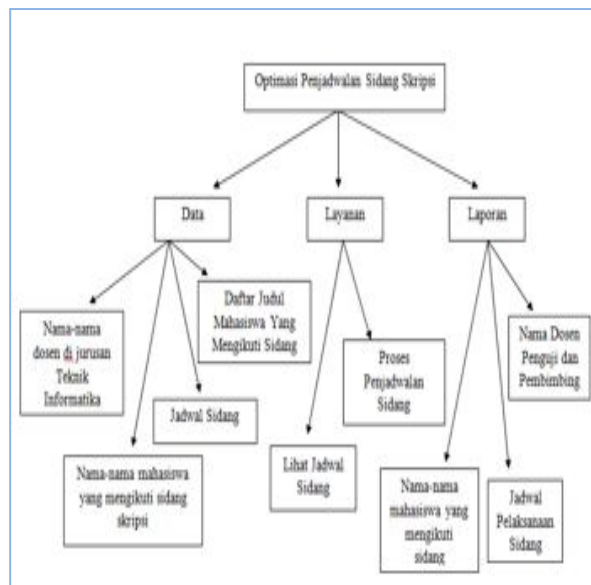 Optimasi Penjadwalan Sidang Skripsi
Data
Layanan
Laporan
Nama-nama
dosen di jurusan
Teknik
Informatika
Daftar Judul
Mahasiswa Yang
Mengikuti Sidang
Jadwal Sidang
Nama-nama mahasiswa
yang mengikuti sidang
skripsi
Proses
Penjadwalan
Sidang
Lihat Jadwal
Sidang
Nama Dosen
Penguji dan
Pembimbing
Nama-nama
mahasiswa yang
mengikuti
sidang
Jadwal
Pelaksanaan
Sidang